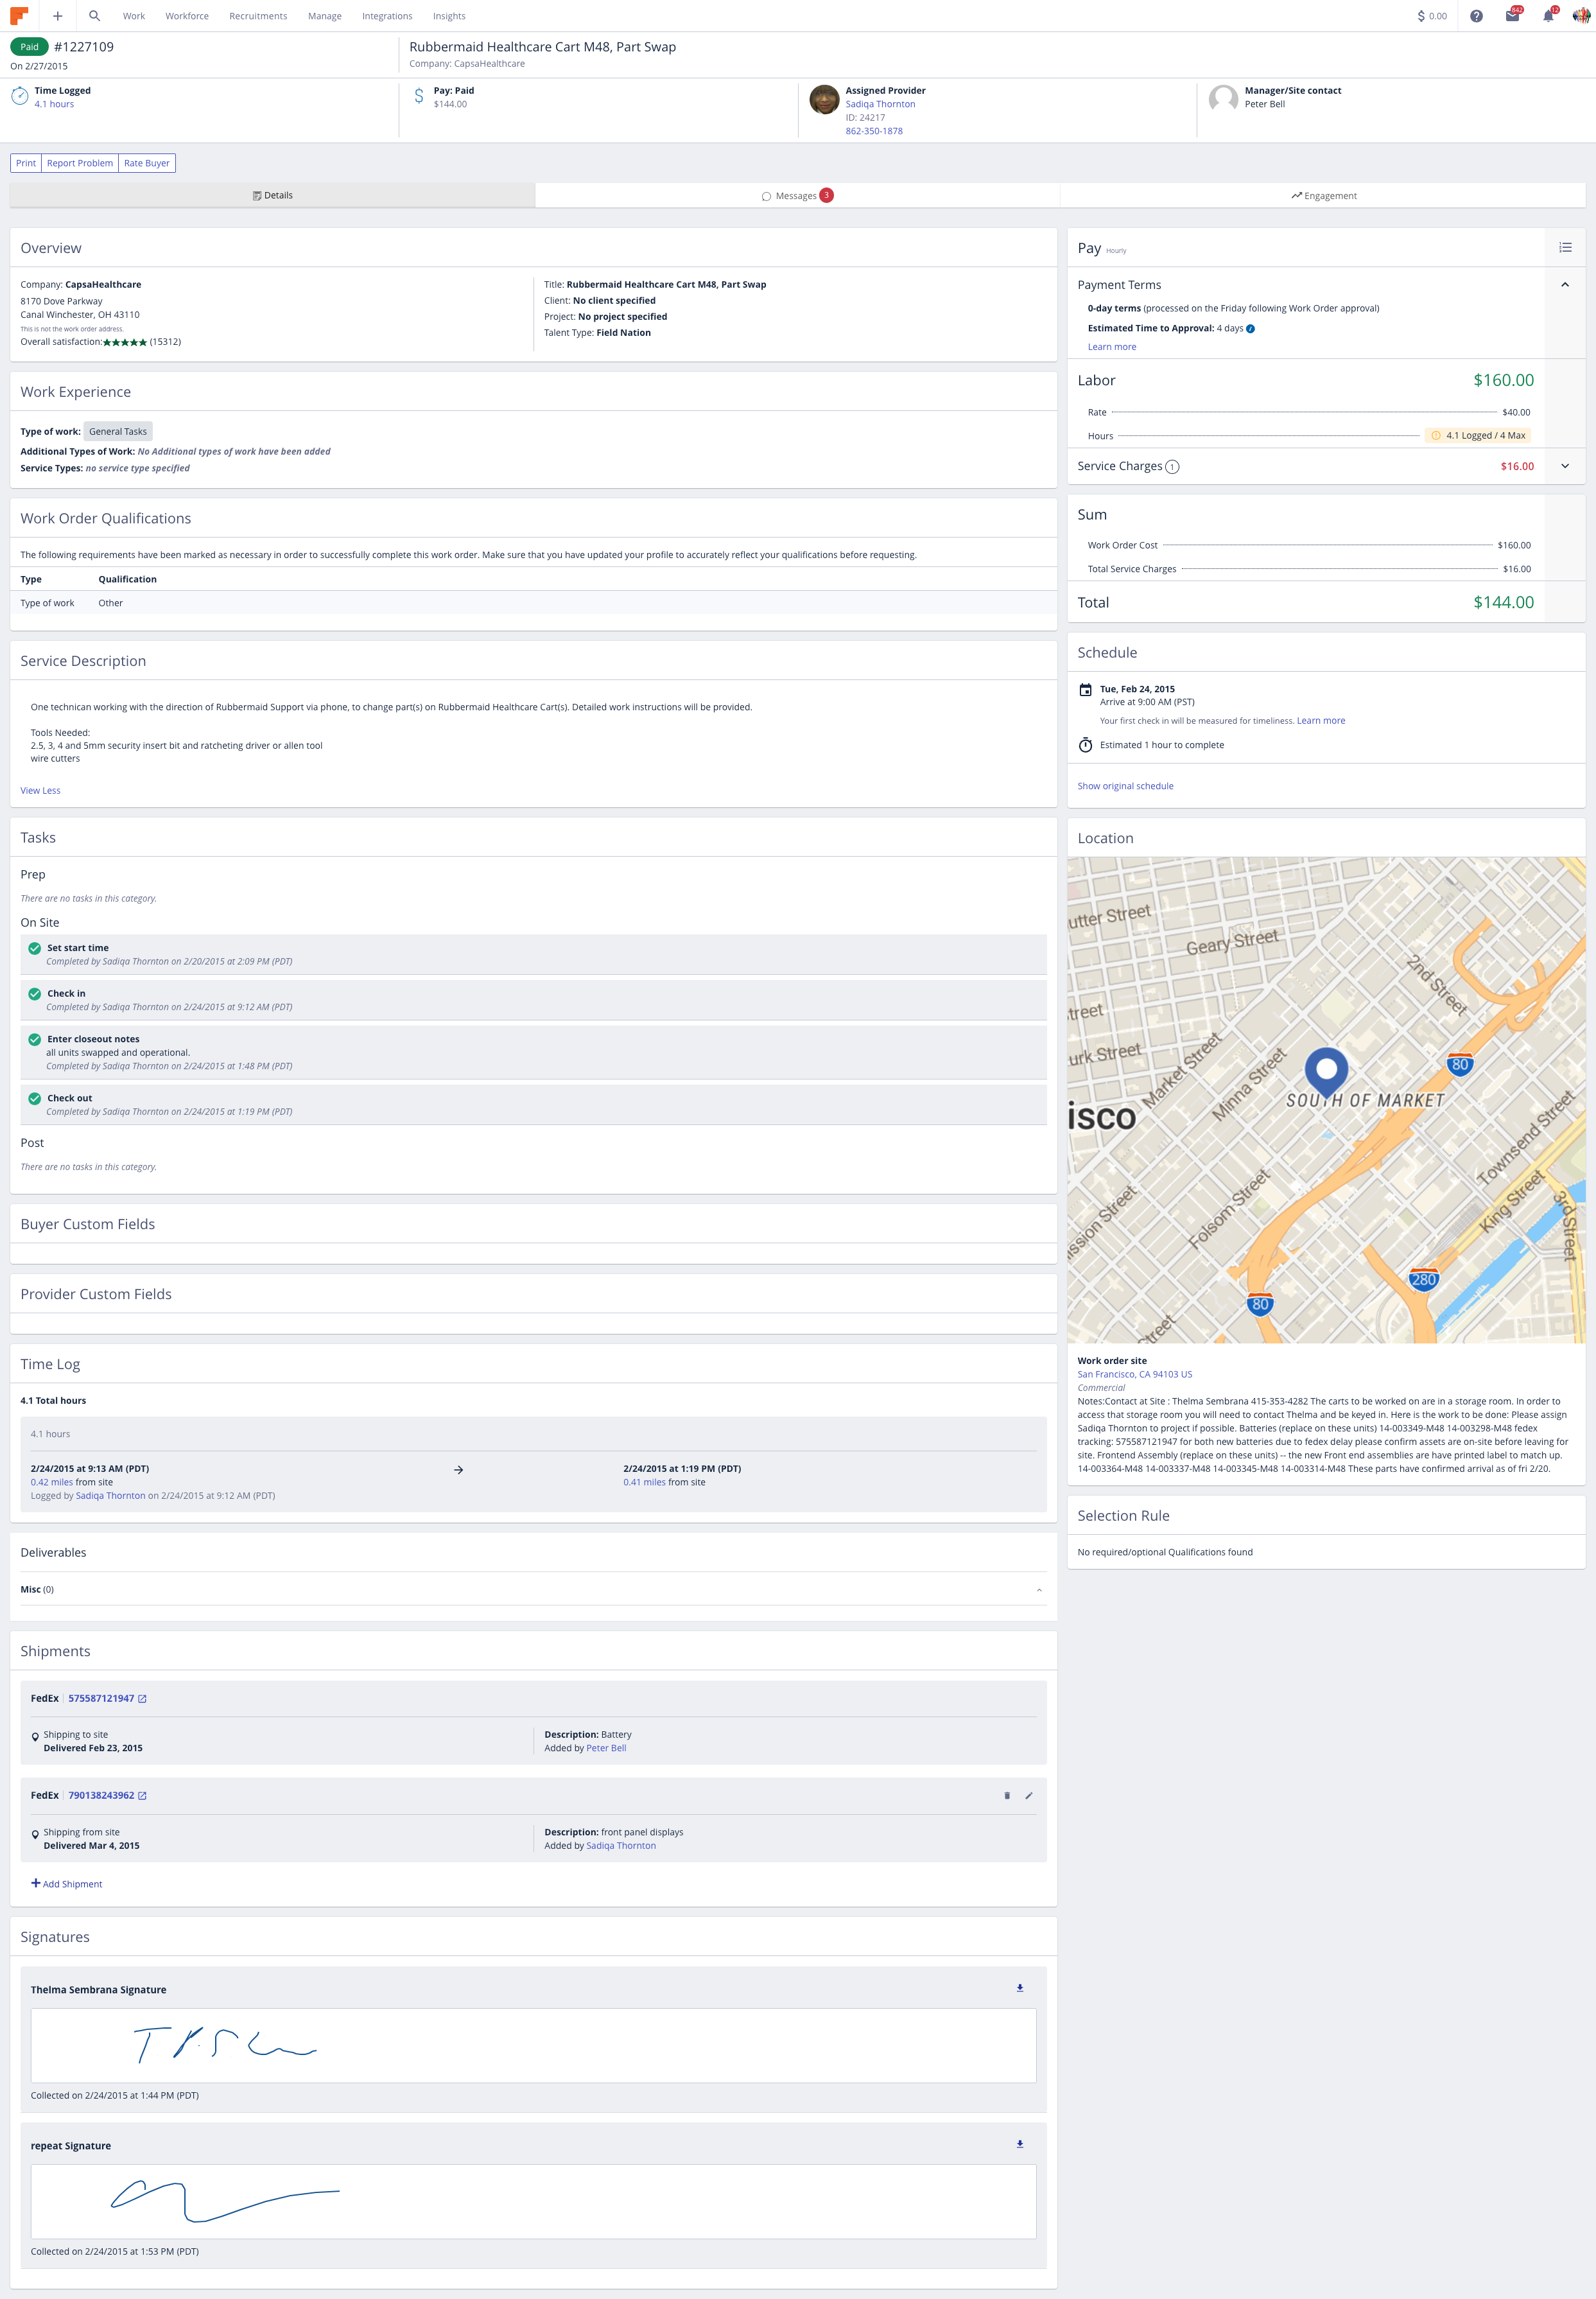 Work Workforce Recruitments Manage Integrations Insights
$ 0.00 842 12
Paid #1227109
On 2/27/2015
Rubbermaid Healthcare Cart M48, Part Swap
Company: CapsaHealthcare
Time Logged
4.1 hours
Pay: Paid
$144.00
Assigned Provider
Sadiqa Thornton
ID: 24217
862-350-1878
Manager/Site contact
Peter Bell
Print Report Problem Rate Buyer
Details Messages 3 Engagement
Overview
Company: CapsaHealthcare
8170 Dove Parkway
Canal Winchester, OH 43110
This is not the work order address.
Overall satisfaction:★★★★★ (15312)
Title: Rubbermaid Healthcare Cart M48, Part Swap
Client: No client specified
Project: No project specified
Talent Type: Field Nation
Work Experience
Type of work: General Tasks
Additional Types of Work: No Additional types of work have been added
Service Types: no service type specified
Work Order Qualifications
The following requirements have been marked as necessary in order to successfully complete this work order. Make sure that you have updated your profile to accurately reflect your qualifications before requesting.
Type Qualification
Type of work Other
Service Description
One technican working with the direction of Rubbermaid Support via phone, to change part(s) on Rubbermaid Healthcare Cart(s). Detailed work instructions will be provided.
Tools Needed:
2.5, 3, 4 and 5mm security insert bit and ratcheting driver or allen tool
wire cutters
View Less
Tasks
Prep
There are no tasks in this category.
On Site
Set start time
Completed by Sadiqa Thornton on 2/20/2015 at 2:09 PM (PDT)
Check in
Completed by Sadiqa Thornton on 2/24/2015 at 9:12 AM (PDT)
Enter closeout notes
all units swapped and operational.
Completed by Sadiqa Thornton on 2/24/2015 at 1:48 PM (PDT)
Check out
Completed by Sadiqa Thornton on 2/24/2015 at 1:19 PM (PDT)
Post
There are no tasks in this category.
Buyer Custom Fields
Provider Custom Fields
Time Log
4.1 Total hours
4.1 hours
2/24/2015 at 9:13 AM (PDT)
0.42 miles from site
Logged by Sadiqa Thornton on 2/24/2015 at 9:12 AM (PDT)
2/24/2015 at 1:19 PM (PDT)
0.41 miles from site
Deliverables
Misc (0)
Shipments
FedEx 575587121947
Shipping to site
Delivered Feb 23, 2015
Description: Battery
Added by Peter Bell
FedEx 790138243962
Shipping from site
Delivered Mar 4, 2015
Description: front panel displays
Added by Sadiqa Thornton
Add Shipment
Signatures
Thelma Sembrana Signature
Collected on 2/24/2015 at 1:44 PM (PDT)
repeat Signature
Collected on 2/24/2015 at 1:53 PM (PDT)
Pay Hourly
Payment Terms
0-day terms (processed on the Friday following Work Order approval)
Estimated Time to Approval: 4 days
Learn more
Labor $160.00
Rate $40.00
Hours 4.1 Logged / 4 Max
Service Charges 1 $16.00
Sum
Work Order Cost $160.00
Total Service Charges $16.00
Total $144.00
Schedule
Tue, Feb 24, 2015
Arrive at 9:00 AM (PST)
Your first check in will be measured for timeliness. Learn more
Estimated 1 hour to complete
Show original schedule
Location
utter Street
Geary Street
2nd Street
treet
urk Street
Market Street
Minna Street
80
SOUTH OF MARKET
isco
Townsend Street
Folsom Street
ssion Street
King Street
3rd Street
280
80
treet
Work order site
San Francisco, CA 94103 US
Commercial
Notes:Contact at Site : Thelma Sembrana 415-353-4282 The carts to be worked on are in a storage room. In order to
access that storage room you will need to contact Thelma and be keyed in. Here is the work to be done: Please assign
Sadiqa Thornton to project if possible. Batteries (replace on these units) 14-003349-M48 14-003298-M48 fedex
tracking: 575587121947 for both new batteries due to fedex delay please confirm assets are on-site before leaving for
site. Frontend Assembly (replace on these units) -- the new Front end assemblies are have printed label to match up.
14-003364-M48 14-003337-M48 14-003345-M48 14-003314-M48 These parts have confirmed arrival as of fri 2/20.
Selection Rule
No required/optional Qualifications found